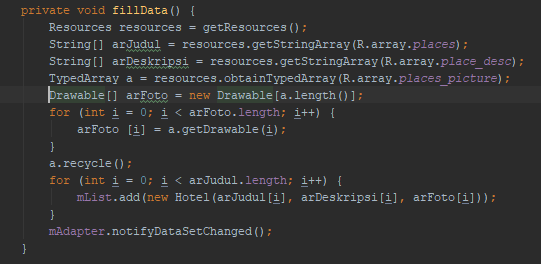 private void fillData() {
Resources resources = getResources();
String[] arJudul = resources.getStringArray(R.array.places);
String[] arDeskripsi = resources.getStringArray(R.array.place_desc);
TypedArray a = resources.obtainTypedArray(R.array.places_picture);
Drawable[] arFoto = new Drawable[a.length()];
for (int i = 0; i < arFoto.length; i++) {
arFoto [i] = a.getDrawable(i);
}
a.recycle();
for (int i = 0; i < arJudul.length; i++) {
mList.add(new Hotel(arJudul[i], arDeskripsi[i], arFoto[i]));
}
mAdapter.notifyDataSetChanged();
}